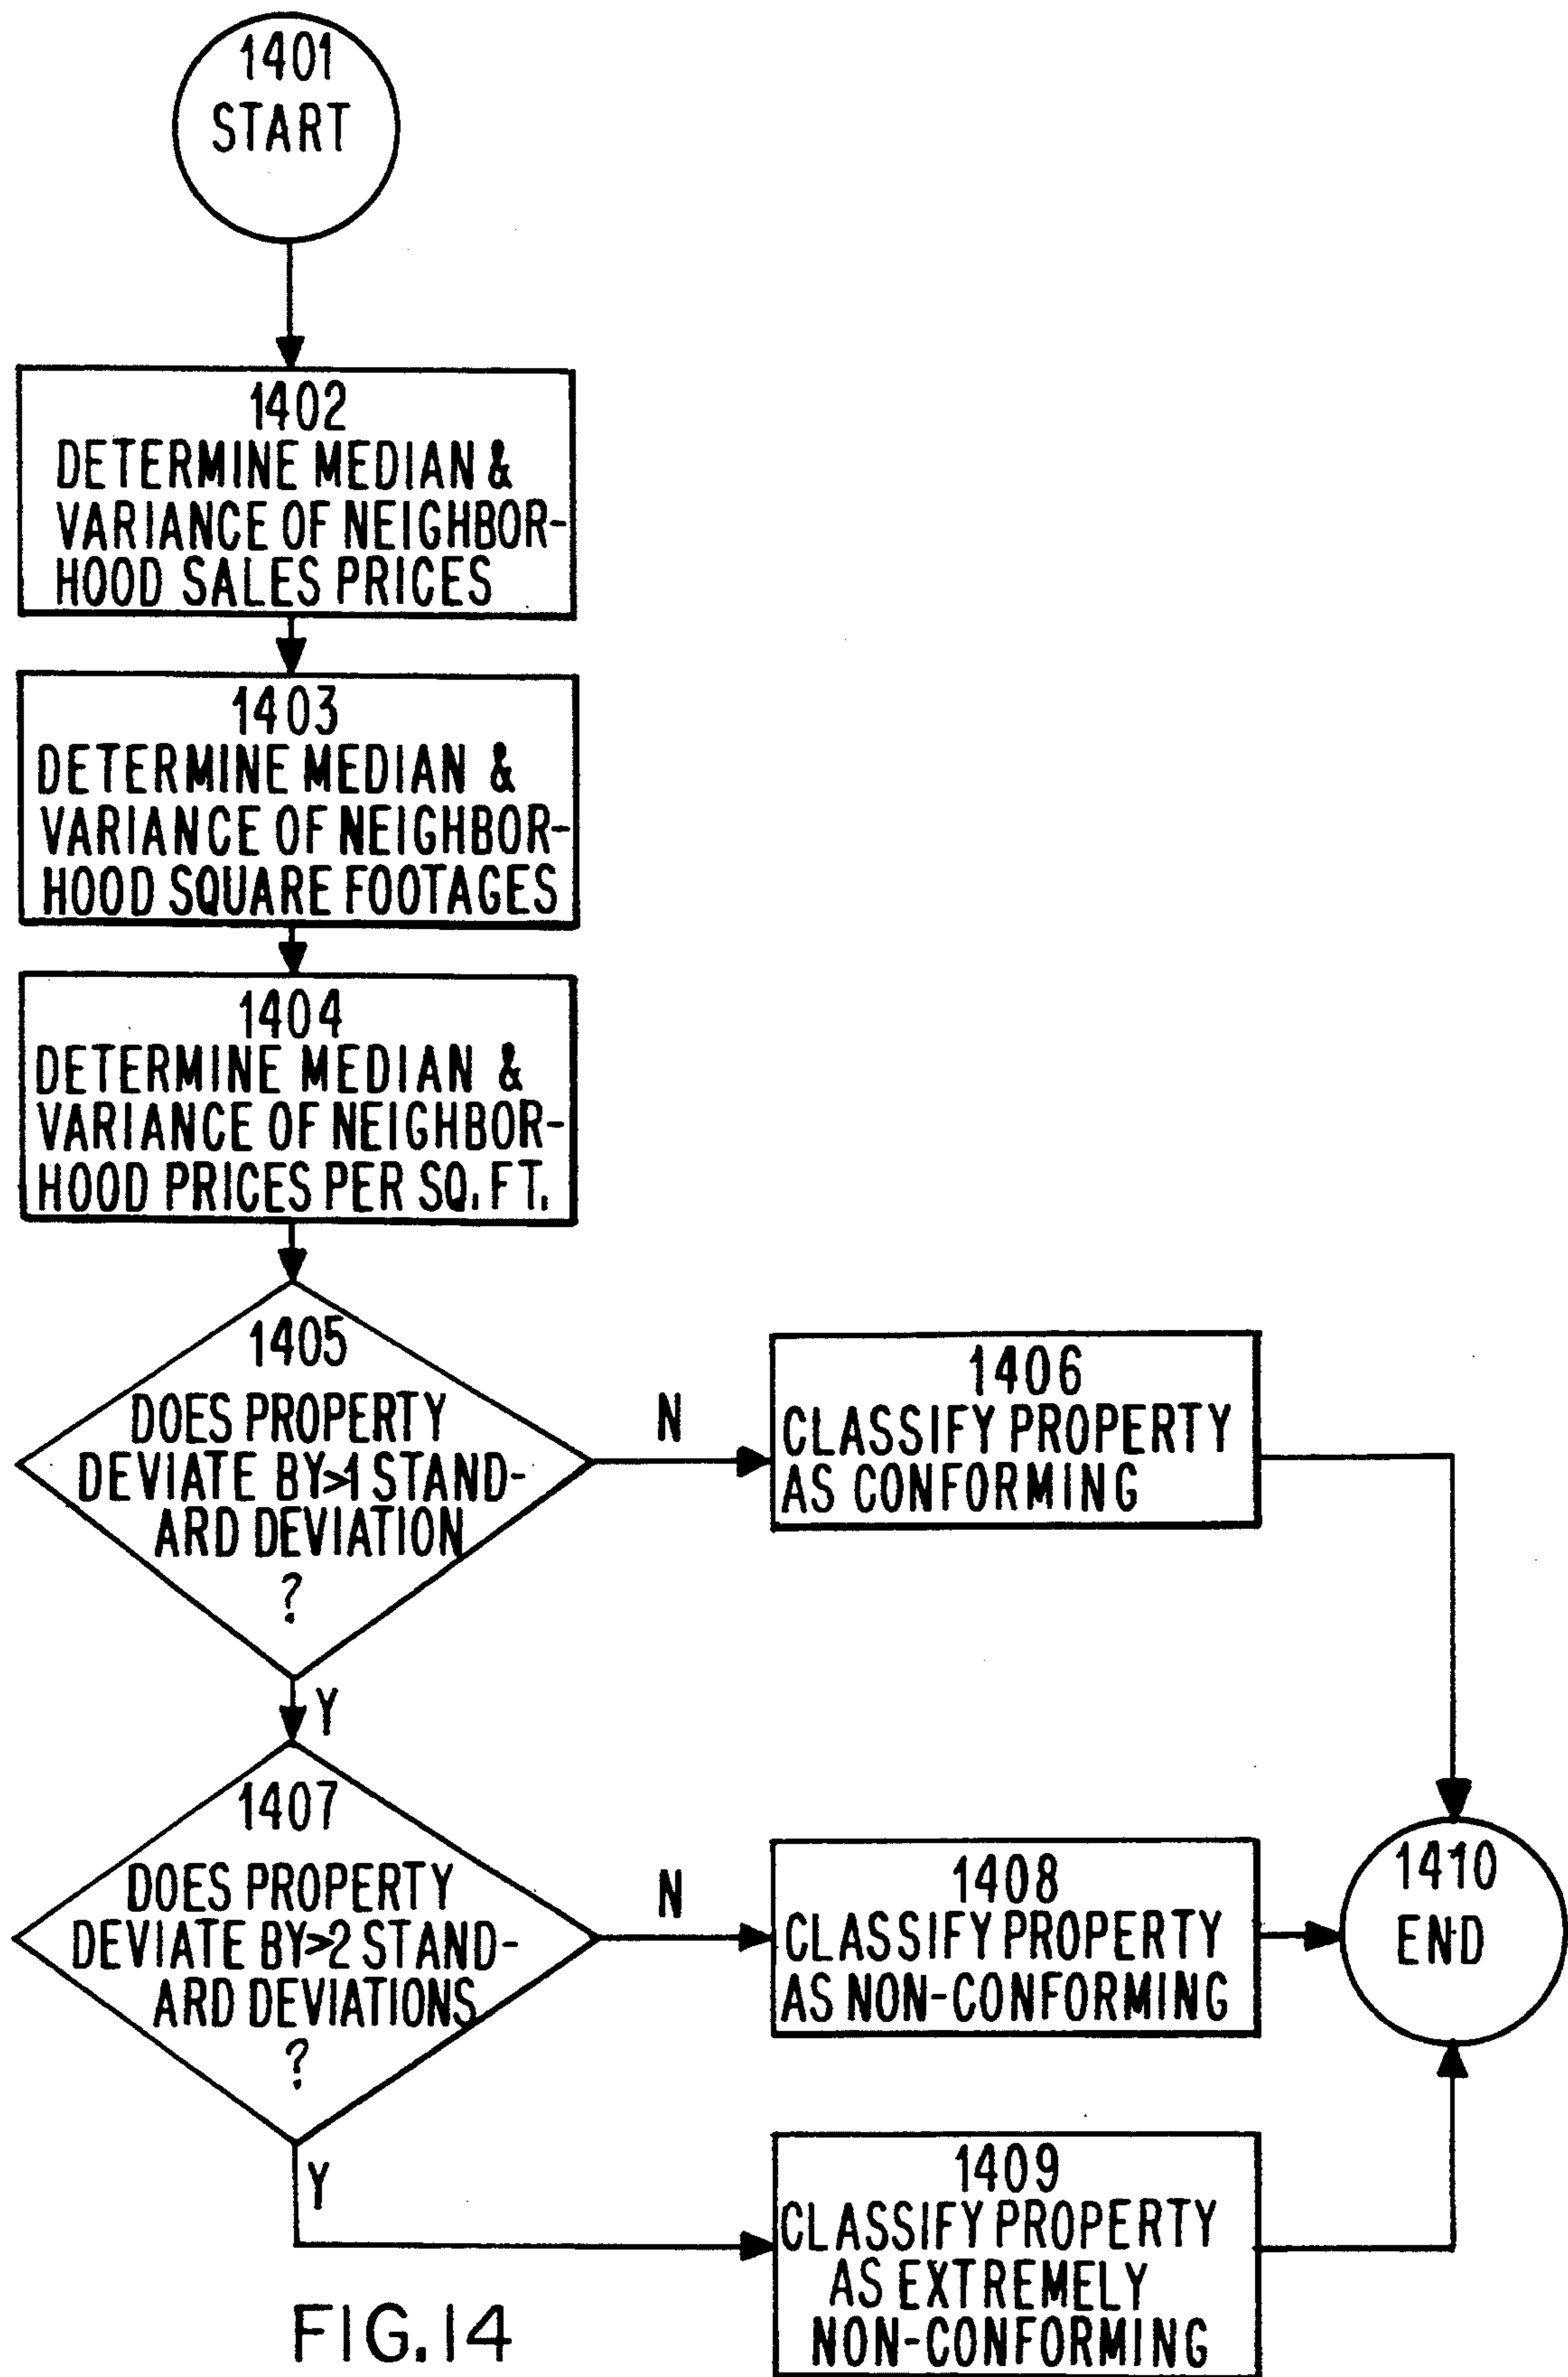 1401
START
1402
DETERMINE MEDIAN &
VARIANCE OF NEIGHBOR-
HOOD SALES PRICES
1403
DETERMINE MEDIAN &
VARIANCE OF NEIGHBOR-
HOOD SQUARE FOOTAGES
1404
DETERMINE MEDIAN &
VARIANCE OF NEIGHBOR-
HOOD PRICES PER SQ. FT.
1405
DOES PROPERTY
DEVIATE BY>1 STAND-
ARD DEVIATION
?
N
1406
CLASSIFY PROPERTY
AS CONFORMING
Y
1407
DOES PROPERTY
DEVIATE BY>2 STAND-
ARD DEVIATIONS
?
N
1408
CLASSIFY PROPERTY
AS NON-CONFORMING
1410
END
Y
1409
CLASSIFY PROPERTY
AS EXTREMELY
NON-CONFORMING
FIG. 14